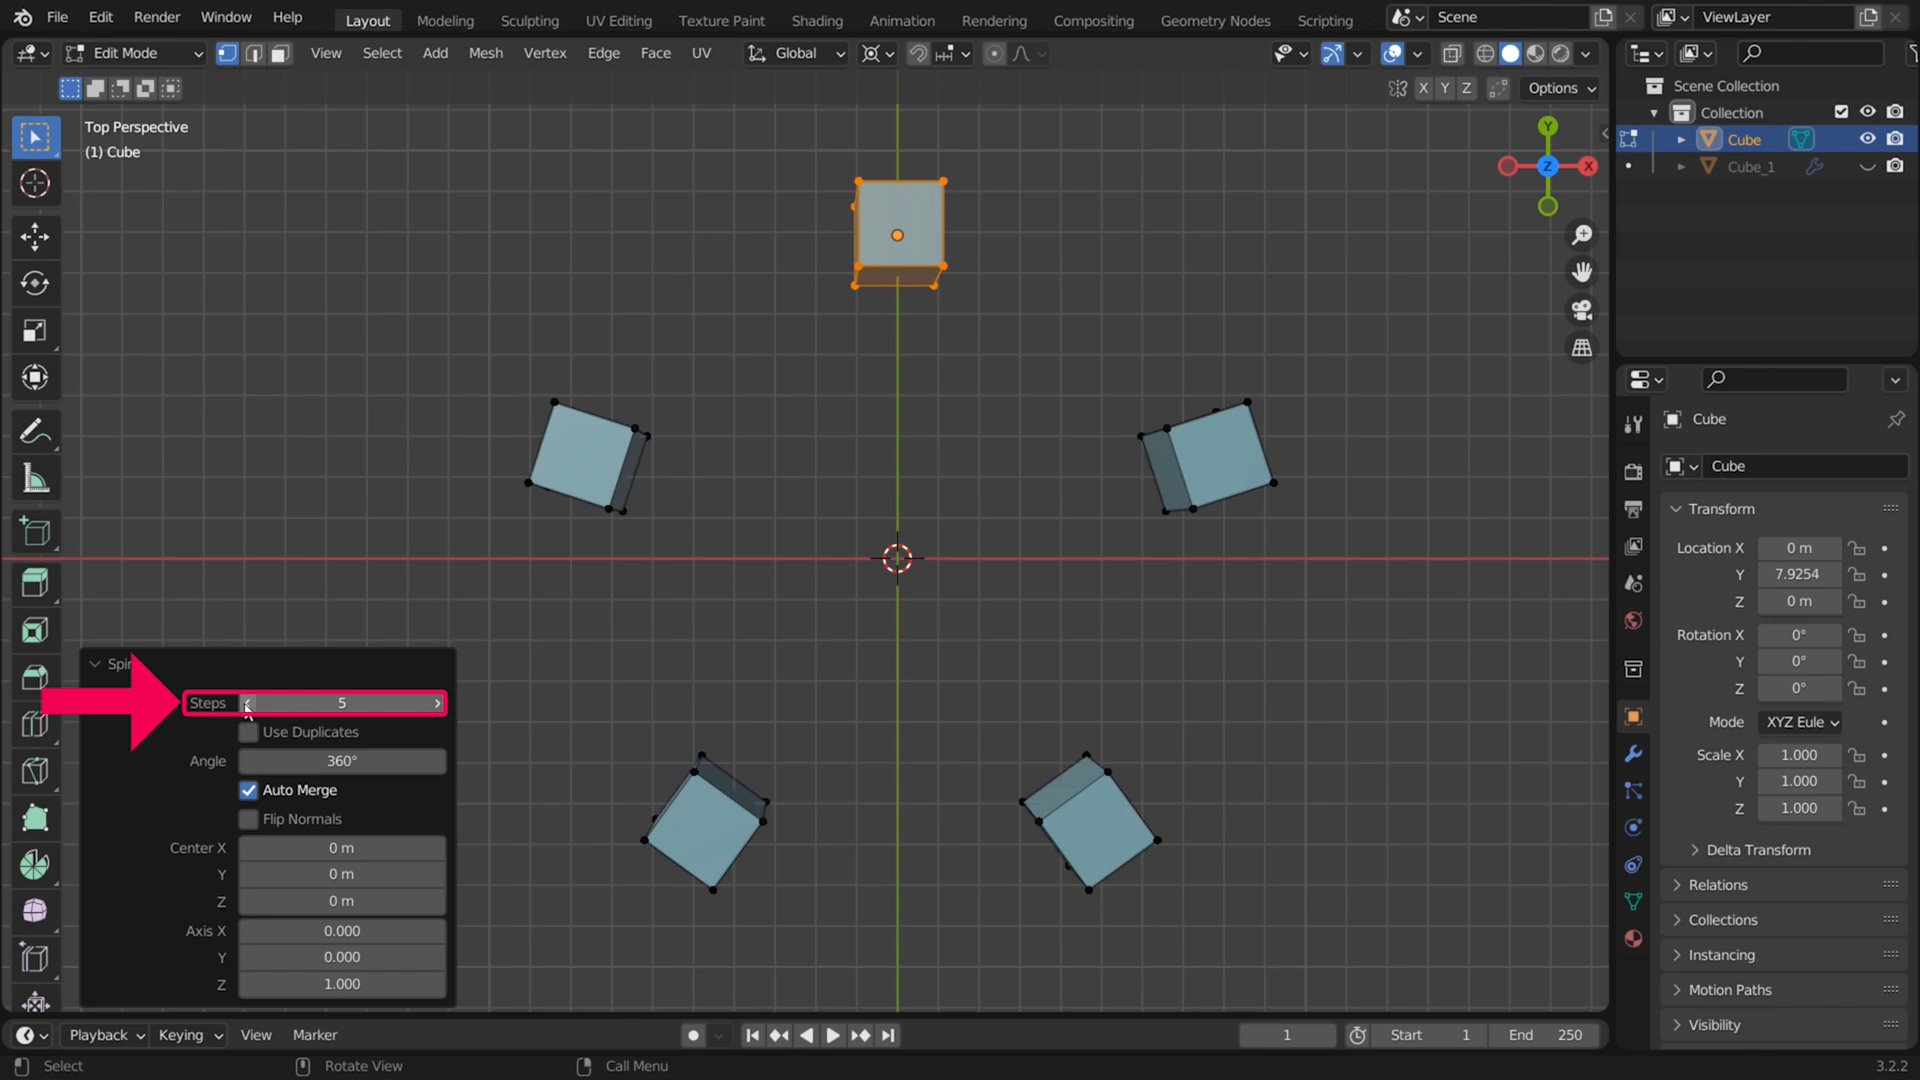 File Edit Render Window Help Layout Modeling Sculpting UV Editing Texture Paint Shading Animation Rendering Compositing Geometry Nodes Scripting Scene ViewLayer
Edit Mode View Select Add Mesh Vertex Edge Face UV Global
X Y Z Options
Top Perspective
(1) Cube
Y
Z X
Scene Collection
Collection
Cube
Cube_1
Cube
Cube
Transform
Location X 0 m
Y 7.9254
Z 0 m
Rotation X 0°
Y 0°
Z 0°
Mode XYZ Eule
Scale X 1.000
Y 1.000
Z 1.000
Delta Transform
Relations
Collections
Instancing
Motion Paths
Visibility
Steps 5
Use Duplicates
Angle 360°
Auto Merge
Flip Normals
Center X 0 m
Y 0 m
Z 0 m
Axis X 0.000
Y 0.000
Z 1.000
Playback Keying View Marker 1 Start 1 End 250
Select Rotate View Call Menu 3.2.2